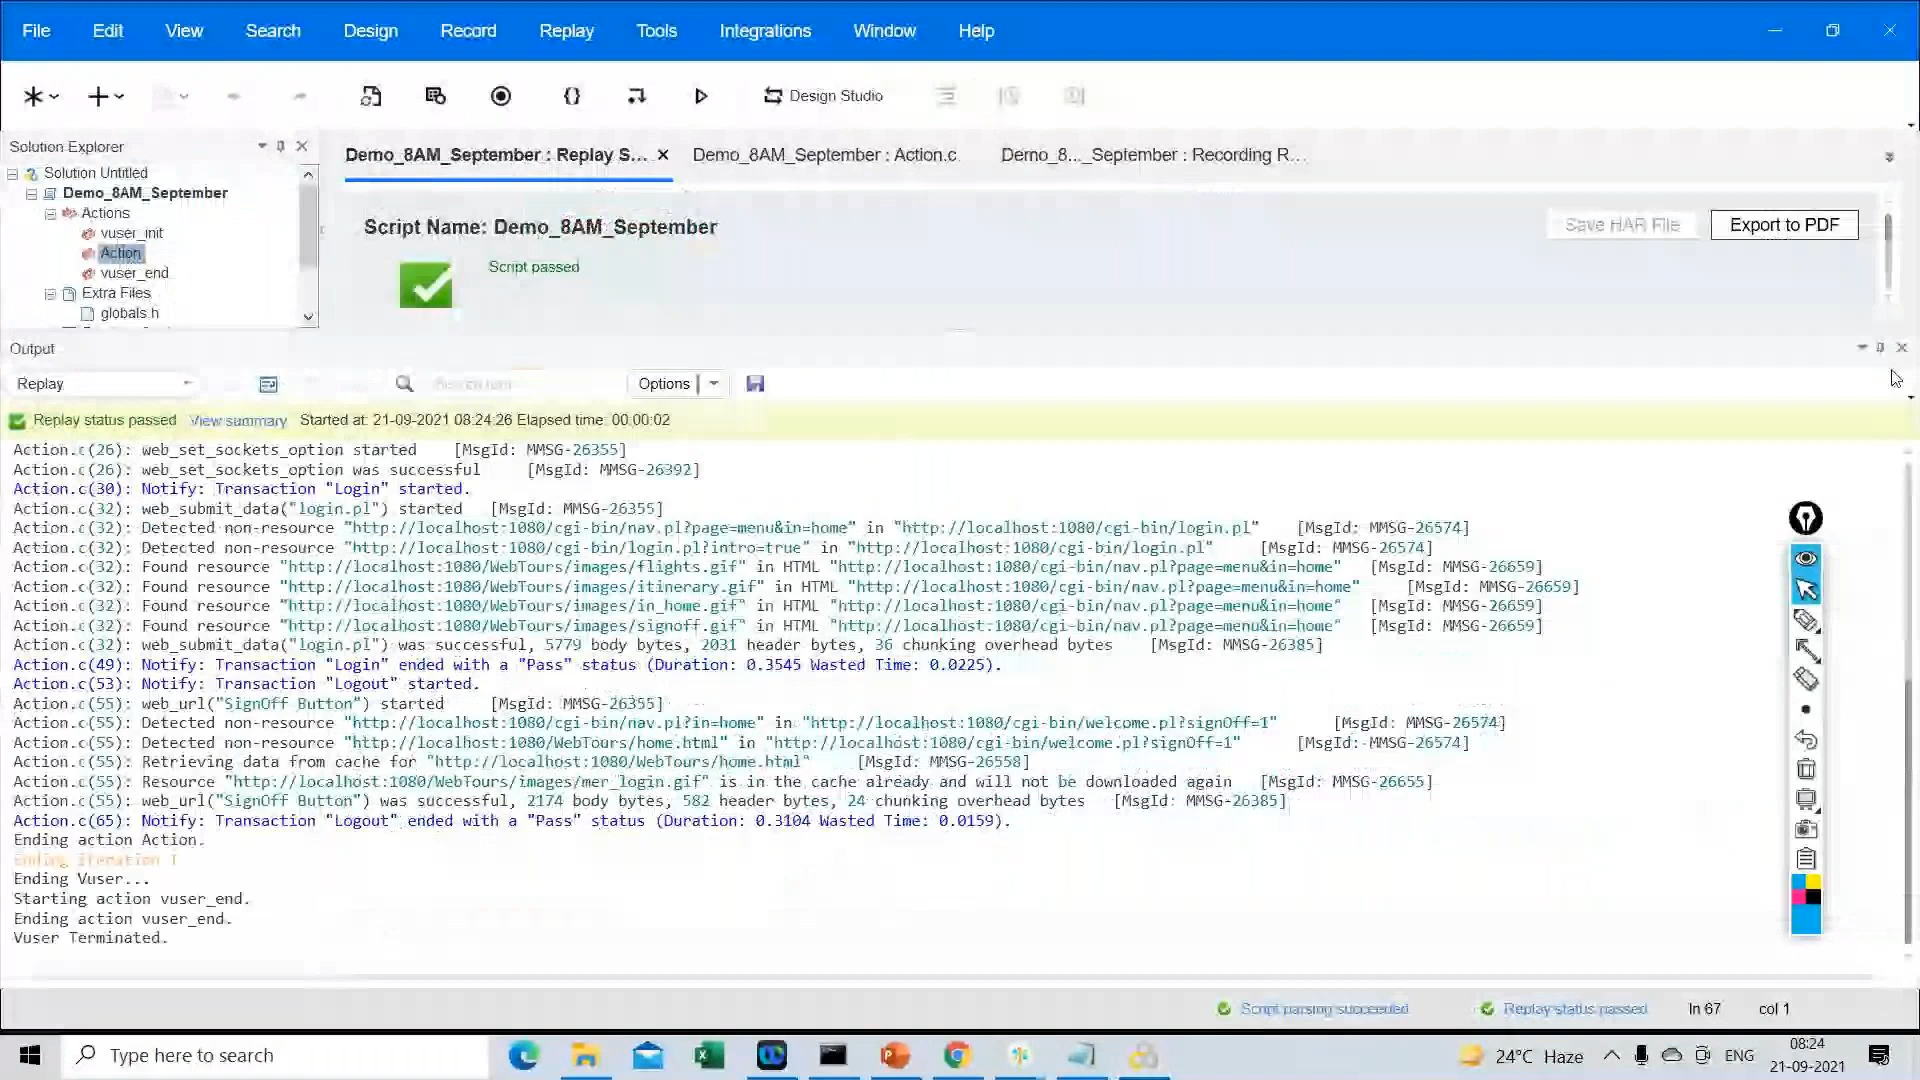 File Edit View Search Design Record Replay Tools Integrations Window Help
Design Studio
Solution Explorer
Solution Untitled
Demo_8AM_September
Actions
vuser_init
Action
vuser_end
Extra Files
globals.h
Demo_8AM_September : Replay S... Demo_8AM_September : Action.c Demo_8..._September : Recording R...
Script Name: Demo_8AM_September
Save HAR File Export to PDF
Script passed
Output
Replay Options
Replay status passed View summary Started at: 21-09-2021 08:24:26 Elapsed time: 00:00:02
Action.c(26): web_set_sockets_option started [MsgId: MMSG-26355]
Action.c(26): web_set_sockets_option was successful [MsgId: MMSG-26392]
Action.c(30): Notify: Transaction "Login" started.
Action.c(32): web_submit_data("login.pl") started [MsgId: MMSG-26355]
Action.c(32): Detected non-resource "http://localhost:1080/cgi-bin/nav.pl?page=menu&in=home" in "http://localhost:1080/cgi-bin/login.pl" [MsgId: MMSG-26574]
Action.c(32): Detected non-resource "http://localhost:1080/cgi-bin/login.pl?intro=true" in "http://localhost:1080/cgi-bin/login.pl" [MsgId: MMSG-26574]
Action.c(32): Found resource "http://localhost:1080/WebTours/images/flights.gif" in HTML "http://localhost:1080/cgi-bin/nav.pl?page=menu&in=home" [MsgId: MMSG-26659]
Action.c(32): Found resource "http://localhost:1080/WebTours/images/itinerary.gif" in HTML "http://localhost:1080/cgi-bin/nav.pl?page=menu&in=home" [MsgId: MMSG-26659]
Action.c(32): Found resource "http://localhost:1080/WebTours/images/in_home.gif" in HTML "http://localhost:1080/cgi-bin/nav.pl?page=menu&in=home" [MsgId: MMSG-26659]
Action.c(32): Found resource "http://localhost:1080/WebTours/images/signoff.gif" in HTML "http://localhost:1080/cgi-bin/nav.pl?page=menu&in=home" [MsgId: MMSG-26659]
Action.c(32): web_submit_data("login.pl") was successful, 5779 body bytes, 2031 header bytes, 36 chunking overhead bytes [MsgId: MMSG-26385]
Action.c(49): Notify: Transaction "Login" ended with a "Pass" status (Duration: 0.3545 Wasted Time: 0.0225).
Action.c(53): Notify: Transaction "Logout" started.
Action.c(55): web_url("SignOff Button") started [MsgId: MMSG-26355]
Action.c(55): Detected non-resource "http://localhost:1080/cgi-bin/nav.pl?in=home" in "http://localhost:1080/cgi-bin/welcome.pl?signOff=1" [MsgId: MMSG-26574]
Action.c(55): Detected non-resource "http://localhost:1080/WebTours/home.html" in "http://localhost:1080/cgi-bin/welcome.pl?signOff=1" [MsgId: MMSG-26574]
Action.c(55): Retrieving data from cache for "http://localhost:1080/WebTours/home.html" [MsgId: MMSG-26558]
Action.c(55): Resource "http://localhost:1080/WebTours/images/mer_login.gif" is in the cache already and will not be downloaded again [MsgId: MMSG-26655]
Action.c(55): web_url("SignOff Button") was successful, 2174 body bytes, 582 header bytes, 24 chunking overhead bytes [MsgId: MMSG-26385]
Action.c(65): Notify: Transaction "Logout" ended with a "Pass" status (Duration: 0.3104 Wasted Time: 0.0159).
Ending action Action.
Ending iteration 1
Ending Vuser...
Starting action vuser_end.
Ending action vuser_end.
Vuser Terminated.
Script parsing succeeded Replay status passed ln 67 col 1
Type here to search 24°C Haze ENG 08:24
21-09-2021